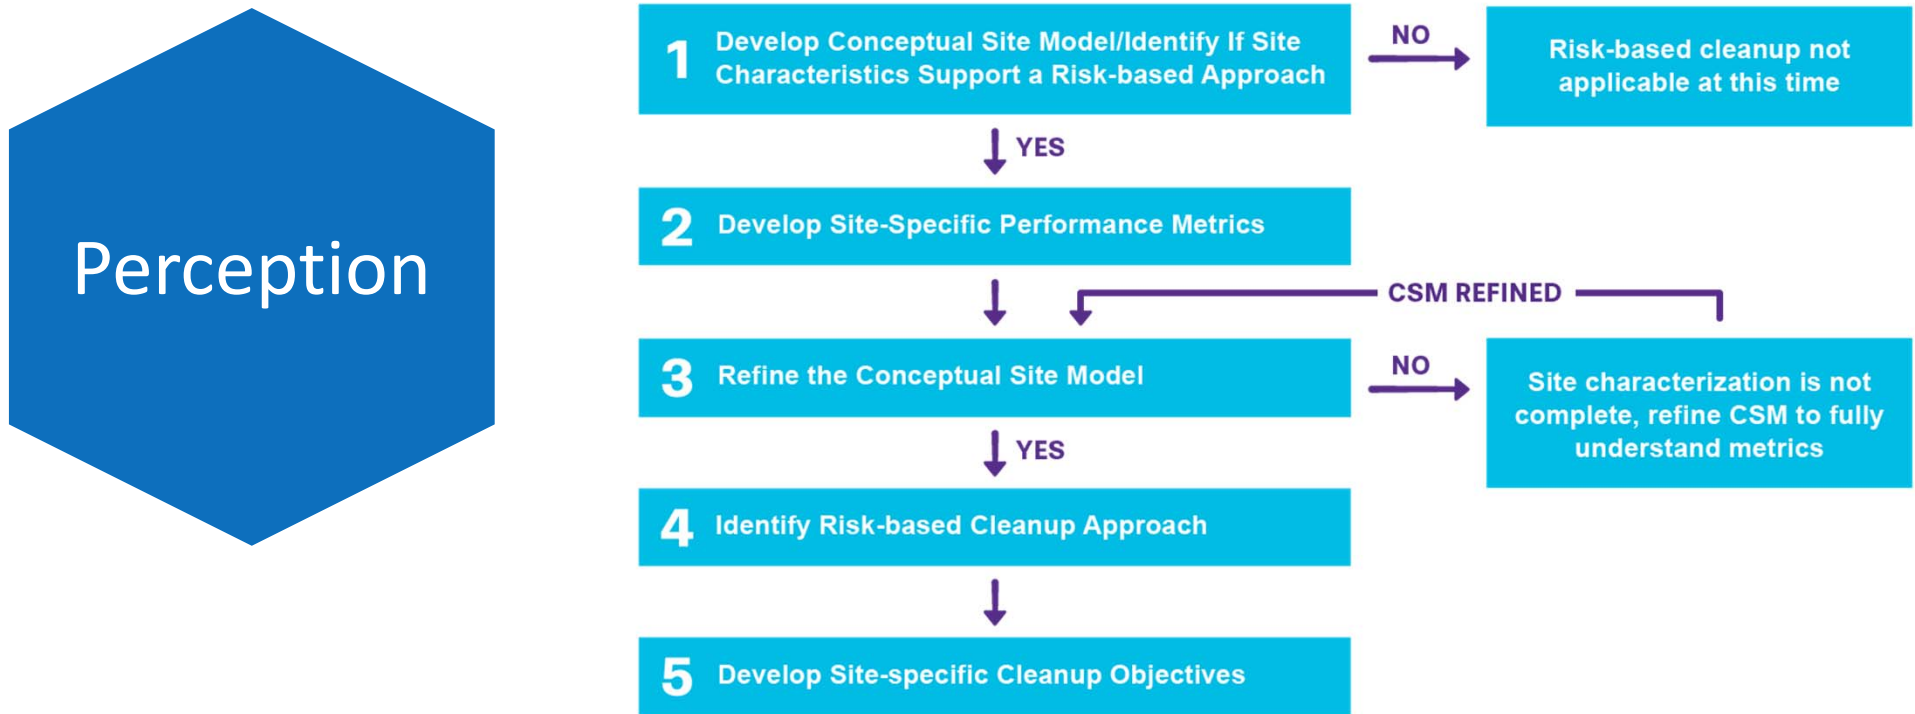 Perception
1
Develop Conceptual Site Model/Identify If Site
Characteristics Support a Risk-based Approach
NO
Risk-based cleanup not
applicable at this time
YES
2
Develop Site-Specific Performance Metrics
CSM REFINED
3
Refine the Conceptual Site Model
NO
Site characterization is not
complete, refine CSM to fully
understand metrics
YES
4
Identify Risk-based Cleanup Approach
5
Develop Site-specific Cleanup Objectives